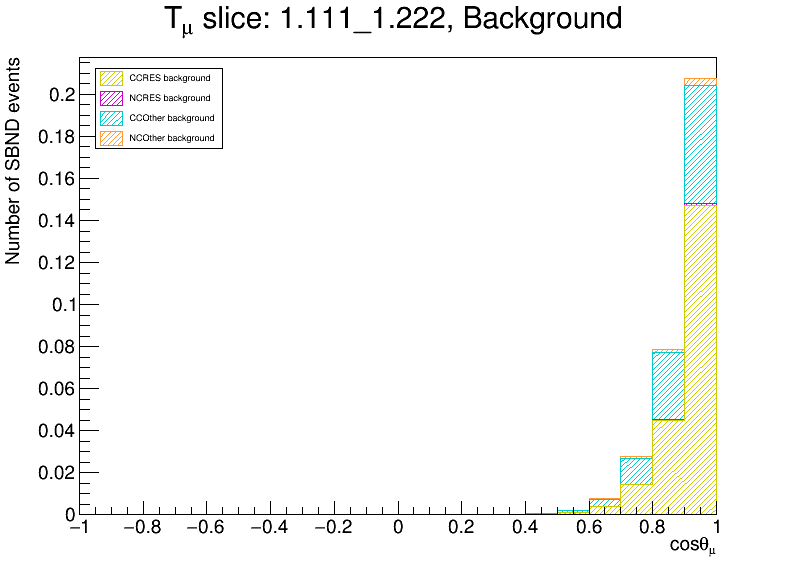 Tμ slice: 1.111_1.222, Background
Number of SBND events
CCRES background
NCRES background
CCOther background
NCOther background
0.2
0.18
0.16
0.14
0.12
0.1
0.08
0.06
0.04
0.02
0
−1 −0.8 −0.6 −0.4 −0.2 0 0.2 0.4 0.6 0.8 1
cosθμ